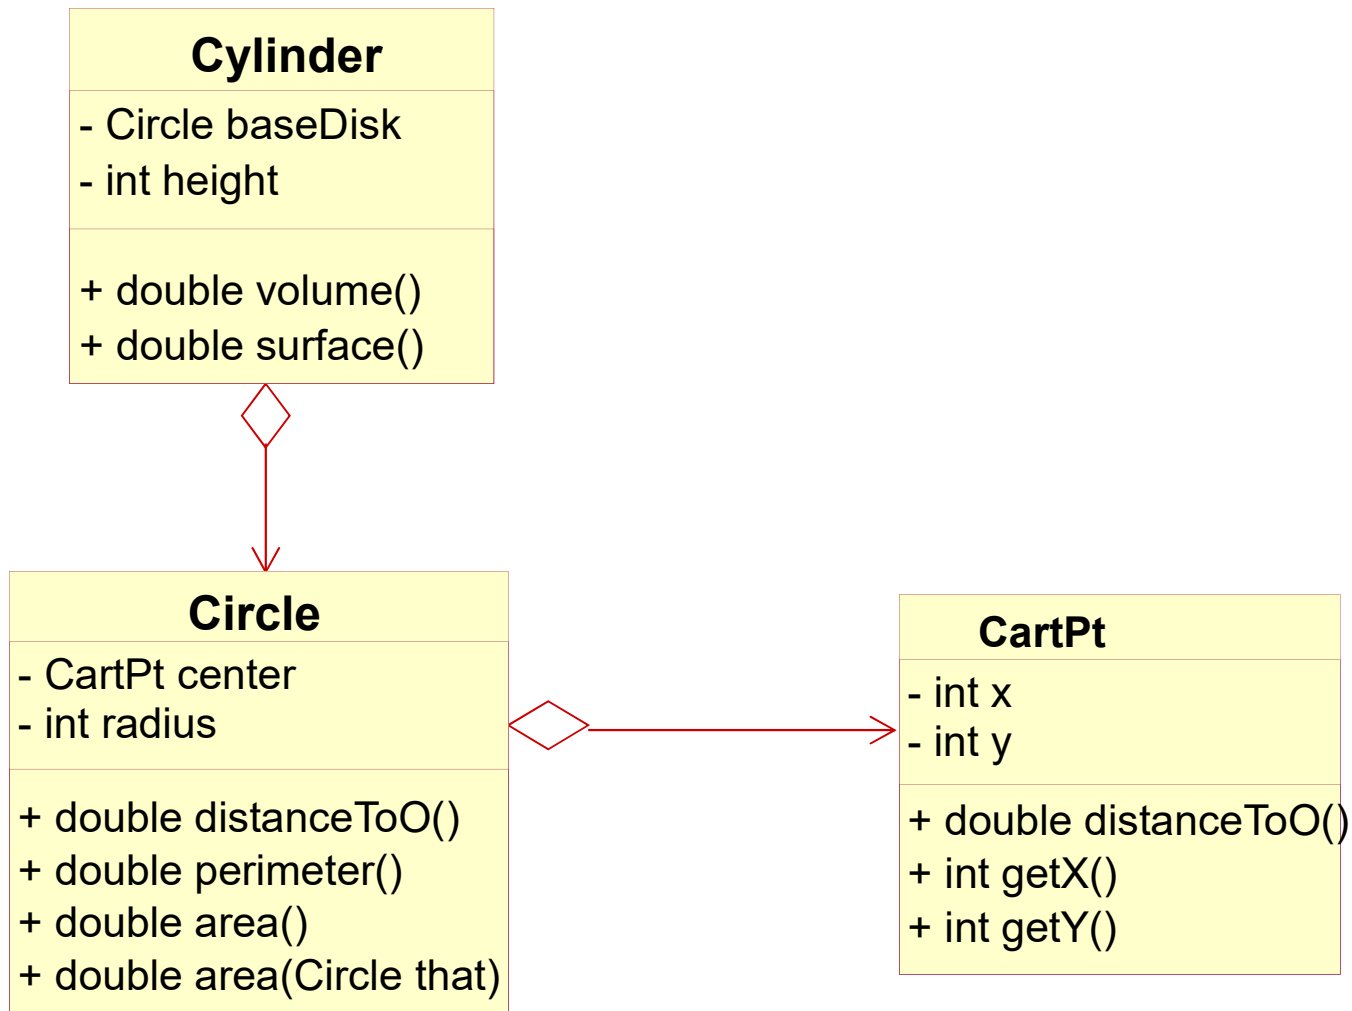 Cylinder
- Circle baseDisk
- int height
+ double volume()
+ double surface()
Circle
- CartPt center
- int radius
+ double distanceToO()
+ double perimeter()
+ double area()
+ double area(Circle that)
CartPt
- int x
- int y
+ double distanceToO()
+ int getX()
+ int getY()